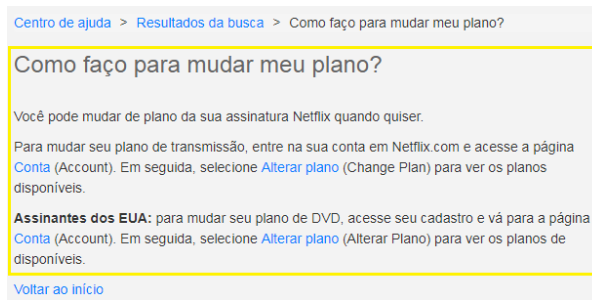 Centro de ajuda > Resultados da busca > Como faço para mudar meu plano?
Como faço para mudar meu plano?
Você pode mudar de plano da sua assinatura Netflix quando quiser.
Para mudar seu plano de transmissão, entre na sua conta em Netflix.com e acesse a página
Conta (Account). Em seguida, selecione Alterar plano (Change Plan) para ver os planos
disponíveis.
Assinantes dos EUA: para mudar seu plano de DVD, acesse seu cadastro e vá para a página
Conta (Account). Em seguida, selecione Alterar plano (Alterar Plano) para ver os planos de
disponíveis.
Voltar ao início